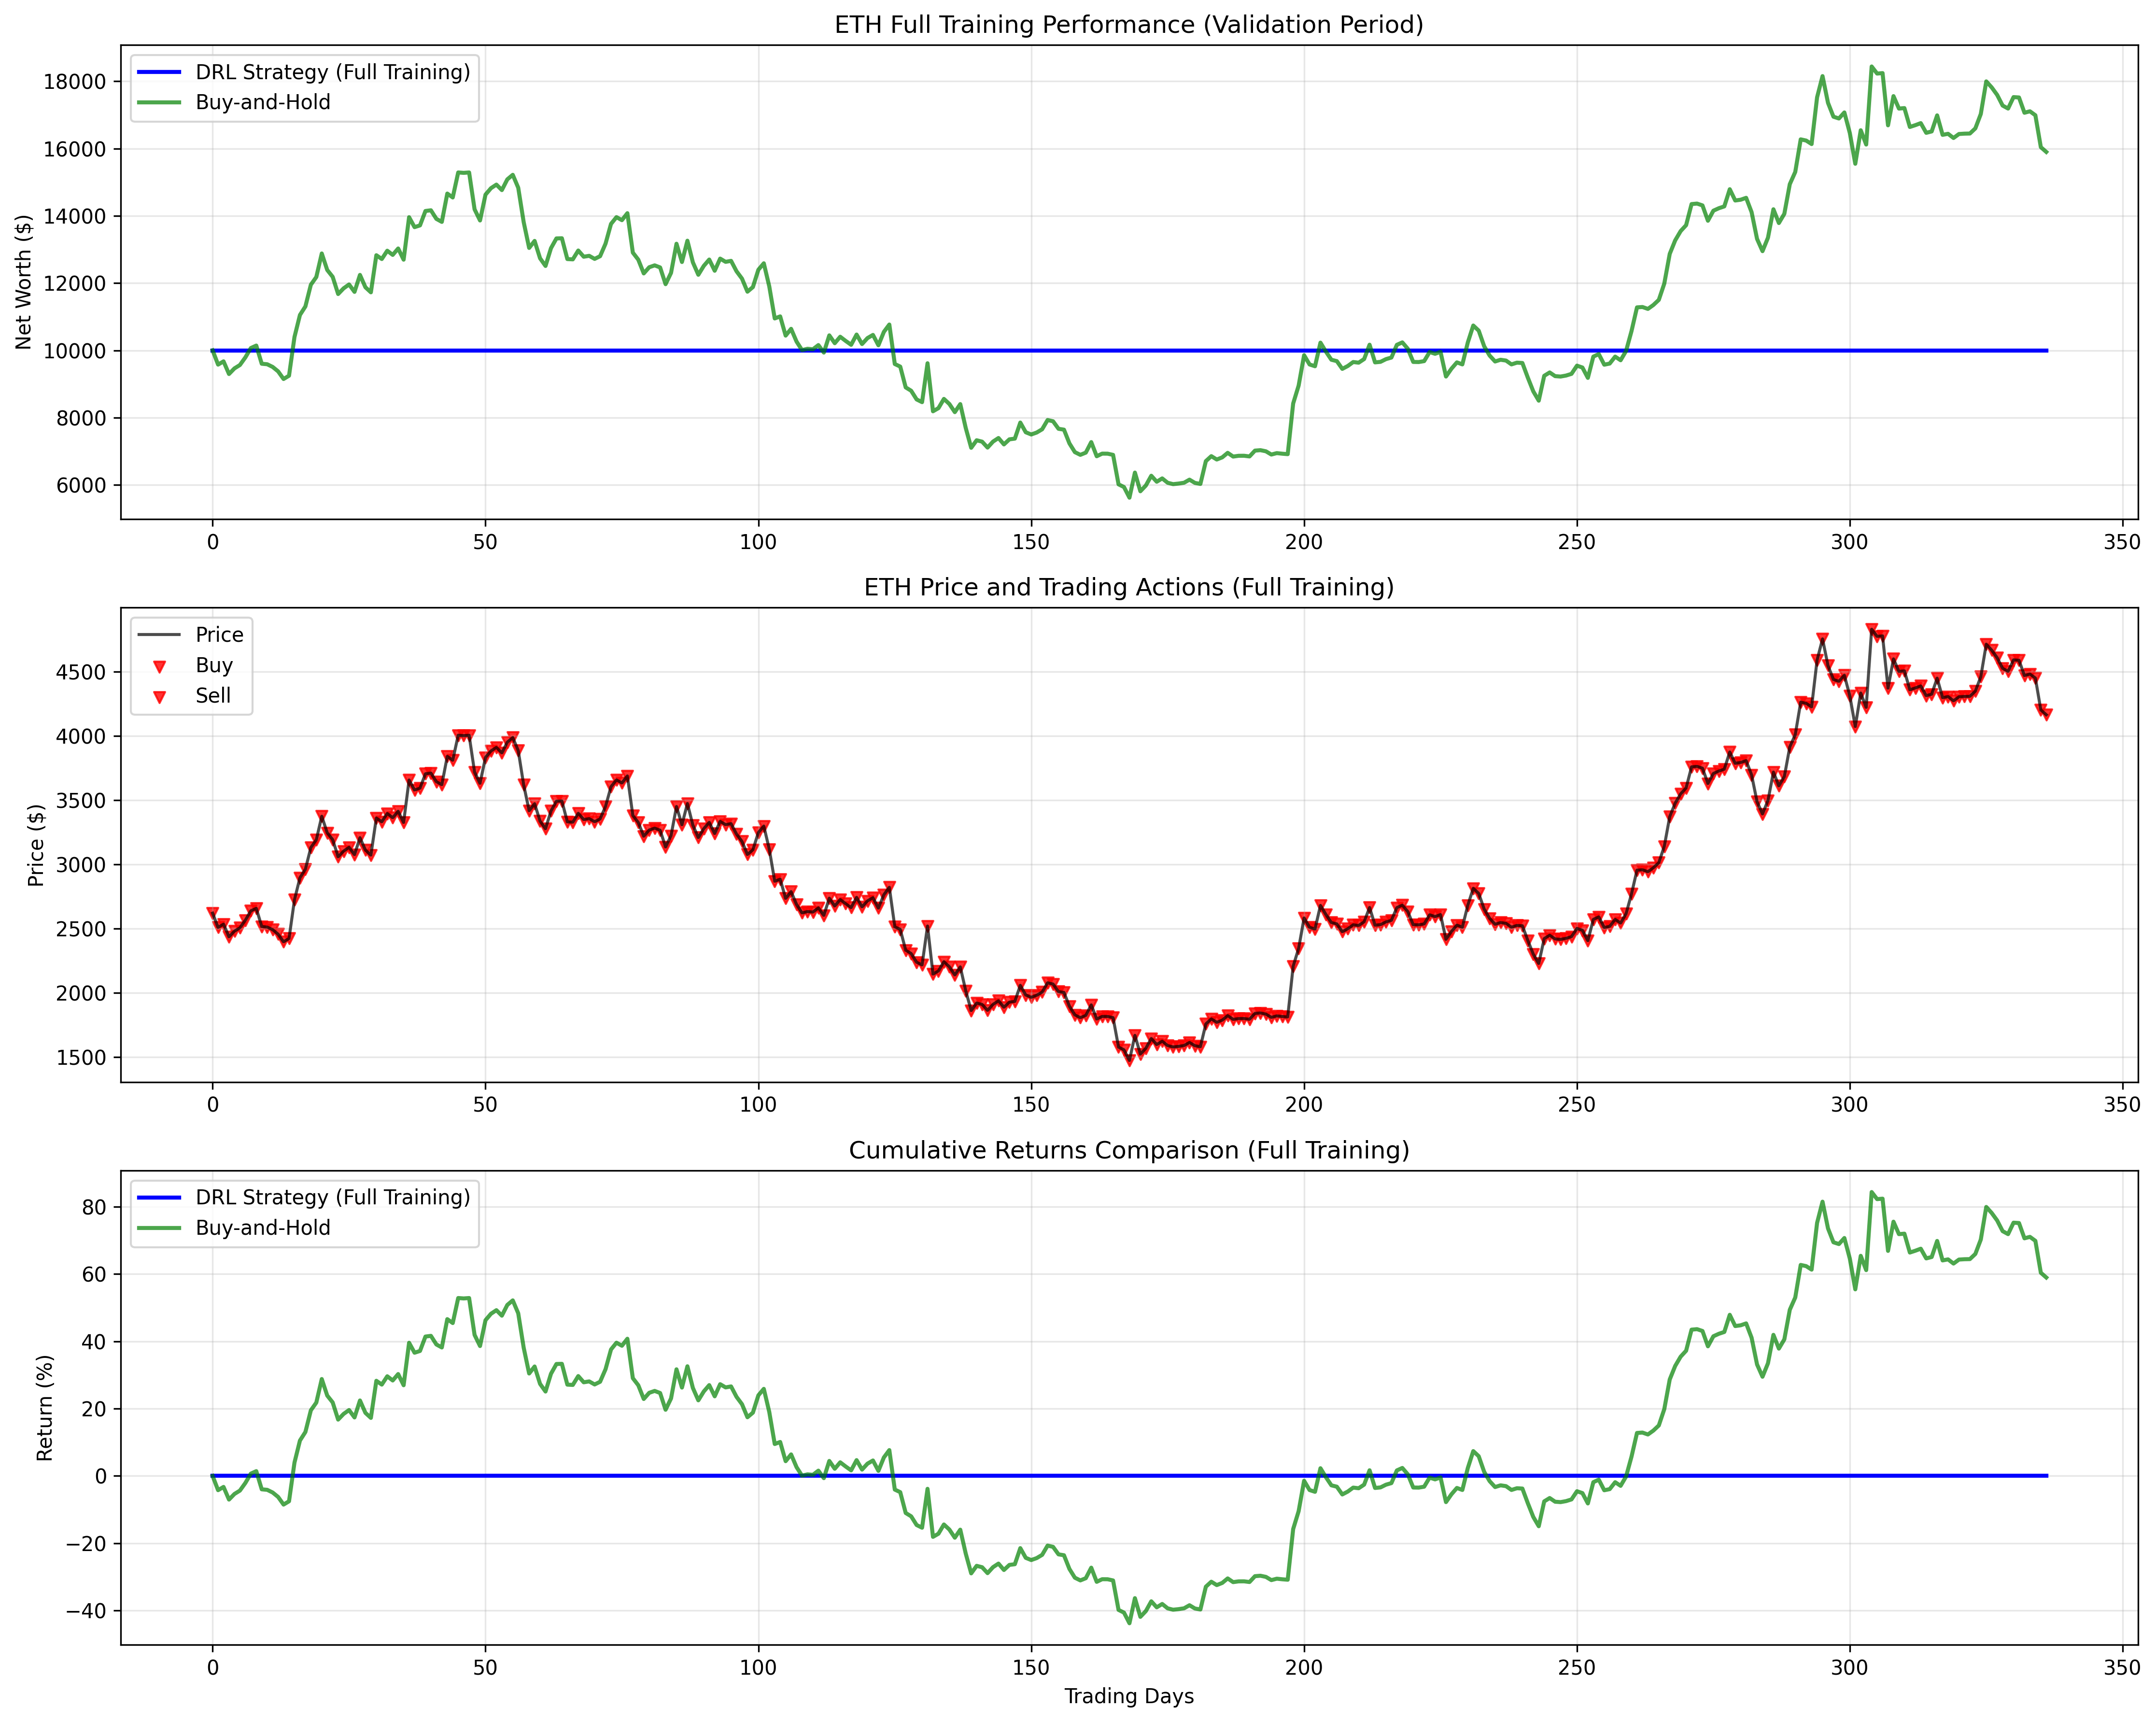 ETH Full Training Performance (Validation Period)
DRL Strategy (Full Training)
Buy-and-Hold
Net Worth ($)
18000
16000
14000
12000
10000
8000
6000
0 50 100 150 200 250 300 350
ETH Price and Trading Actions (Full Training)
Price
Buy
Sell
Price ($)
4500
4000
3500
3000
2500
2000
1500
0 50 100 150 200 250 300 350
Cumulative Returns Comparison (Full Training)
DRL Strategy (Full Training)
Buy-and-Hold
Return (%)
80
60
40
20
0
−20
−40
0 50 100 150 200 250 300 350
Trading Days